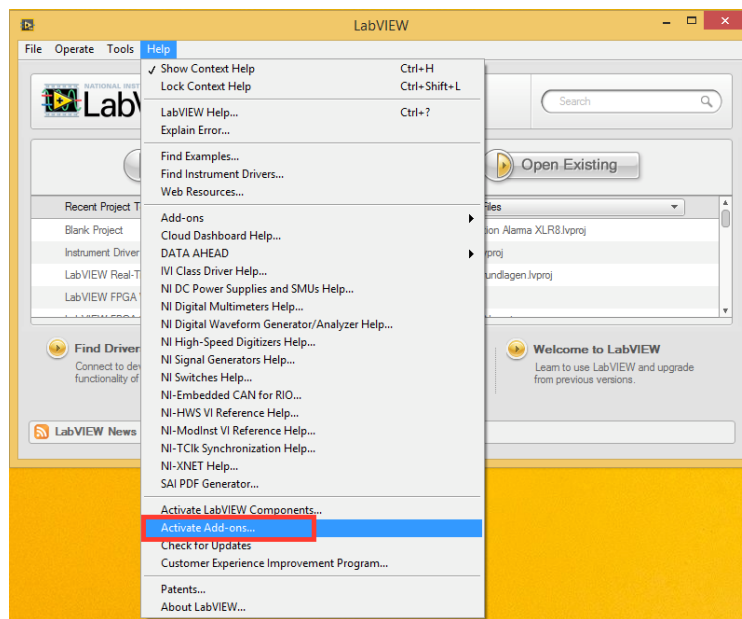 LabVIEW
File Operate Tools Help
Show Context Help Ctrl+H
Lock Context Help Ctrl+Shift+L
LabVIEW Help... Ctrl+?
Explain Error...
Find Examples...
Find Instrument Drivers...
Web Resources...
Add-ons
Cloud Dashboard Help...
DATA AHEAD
IVI Class Driver Help...
NI DC Power Supplies and SMUs Help...
NI Digital Multimeters Help...
NI Digital Waveform Generator/Analyzer Help...
NI High-Speed Digitizers Help...
NI Signal Generators Help...
NI Switches Help...
NI-Embedded CAN for RIO...
NI-HWS VI Reference Help...
NI-ModInst VI Reference Help...
NI-TClk Synchronization Help...
NI-XNET Help...
SAI PDF Generator...
Activate LabVIEW Components...
Activate Add-ons...
Check for Updates
Customer Experience Improvement Program...
Patents...
About LabVIEW...
NATIONAL INST
Lab
Search
Open Existing
Recent Project T
Blank Project
Instrument Driver
LabVIEW Real-T
LabVIEW FPGA
Files
tion Alarma XLR8.lvproj
vproj
undlagen.lvproj
Find Driver
Connect to dev
functionality of
Welcome to LabVIEW
Learn to use LabVIEW and upgrade
from previous versions.
LabVIEW News